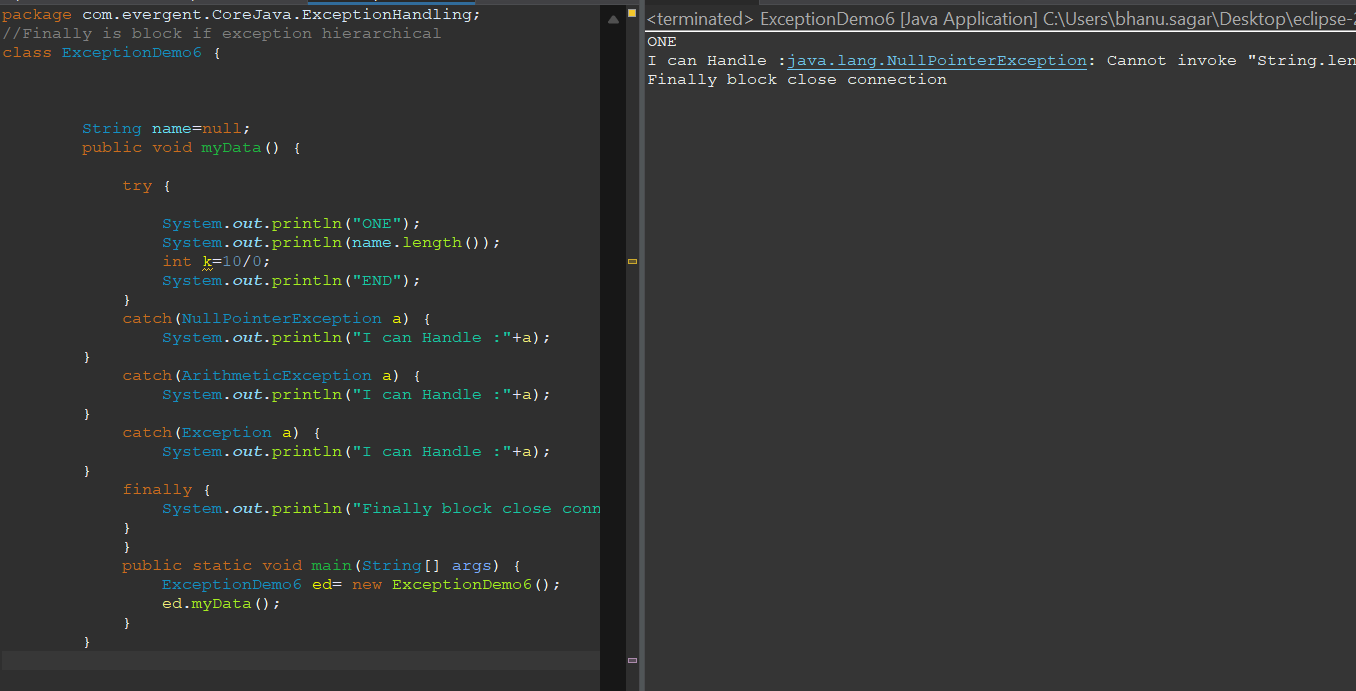 package com.evergent.CoreJava.ExceptionHandling;
//Finally is block if exception hierarchical
class ExceptionDemo6 {
String name=null;
public void myData() {
try {
System.out.println("ONE");
System.out.println(name.length());
int k=10/0;
System.out.println("END");
}
catch(NullPointerException a) {
System.out.println("I can Handle :"+a);
}
catch(ArithmeticException a) {
System.out.println("I can Handle :"+a);
}
catch(Exception a) {
System.out.println("I can Handle :"+a);
}
finally {
System.out.println("Finally block close conn
}
}
public static void main(String[] args) {
ExceptionDemo6 ed= new ExceptionDemo6();
ed.myData();
}
}
<terminated> ExceptionDemo6 [Java Application] C:\Users\bhanu.sagar\Desktop\eclipse-
ONE
I can Handle :java.lang.NullPointerException: Cannot invoke "String.len
Finally block close connection